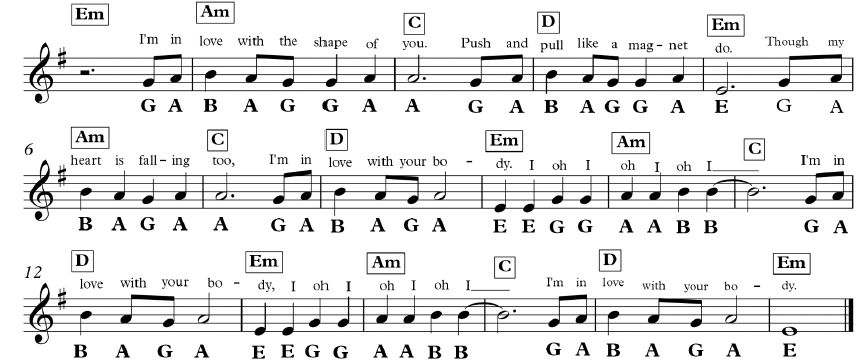 Em Am C D Em
I'm in love with the shape of you. Push and pull like a mag - net do. Though my
G A B A G G A A G A B A G G A E G A
6 Am C D Em Am C
heart is fall - ing too, I'm in love with your bo - dy. I oh I oh I oh I____ I'm in
B A G A A G A B A G A E E G G A A B B G A
12 D Em Am C D Em
love with your bo - dy, I oh I oh I oh I____ I'm in love with your bo - dy.
B A G A E E G G A A B B G A B A G A E